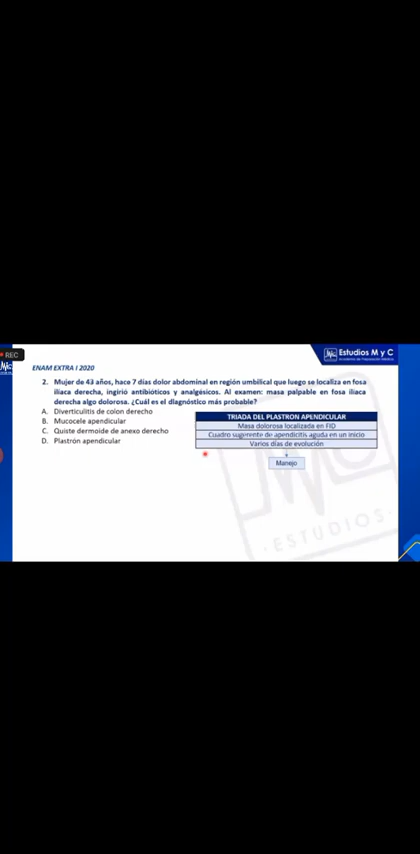 REC
Estudios M y C
ENAM EXTRA I 2020
2. Mujer de 43 años, hace 7 días dolor abdominal en región umbilical que luego se localiza en fosa
iliaca derecha, ingirió antibióticos y analgésicos. Al examen: masa palpable en fosa iliaca
derecha algo dolorosa. ¿Cuál es el diagnóstico más probable?
A. Diverticulitis de colon derecho
B. Mucocele apendicular
C. Quiste dermoide de anexo derecho
D. Plastrón apendicular
TRIADA DEL PLASTRON APENDICULAR
Masa dolorosa localizada en FID
Cuadro sugerente de apendicitis aguda en un inicio
Varios días de evolución
Manejo
· ESTUDIOS ·